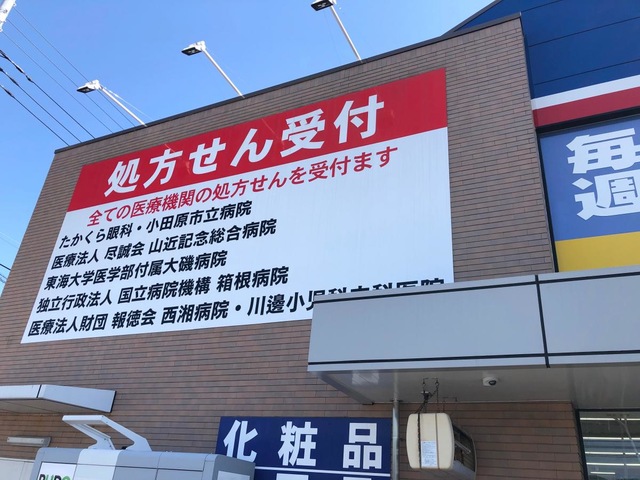 処方せん受付
全ての医療機関の処方せんを受付ます
たかくら眼科・小田原市立病院
医療法人 尽誠会 山近記念総合病院
東海大学医学部付属大磯病院
独立行政法人 国立病院機構 箱根病院
医療法人財団 報徳会 西湘病院・川邊小児科内科医院
毎
週
化粧品